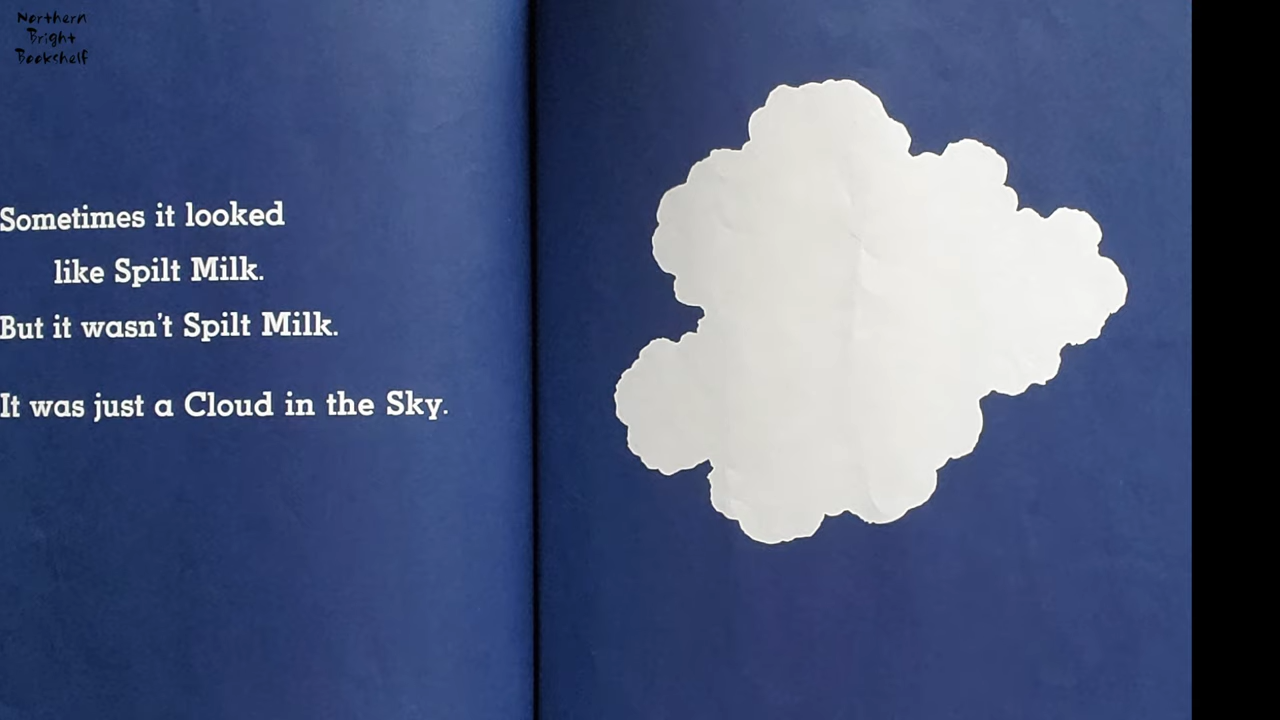 Northern
Bright
Bookshelf
Sometimes it looked
like Spilt Milk.
But it wasn't Spilt Milk.
It was just a Cloud in the Sky.